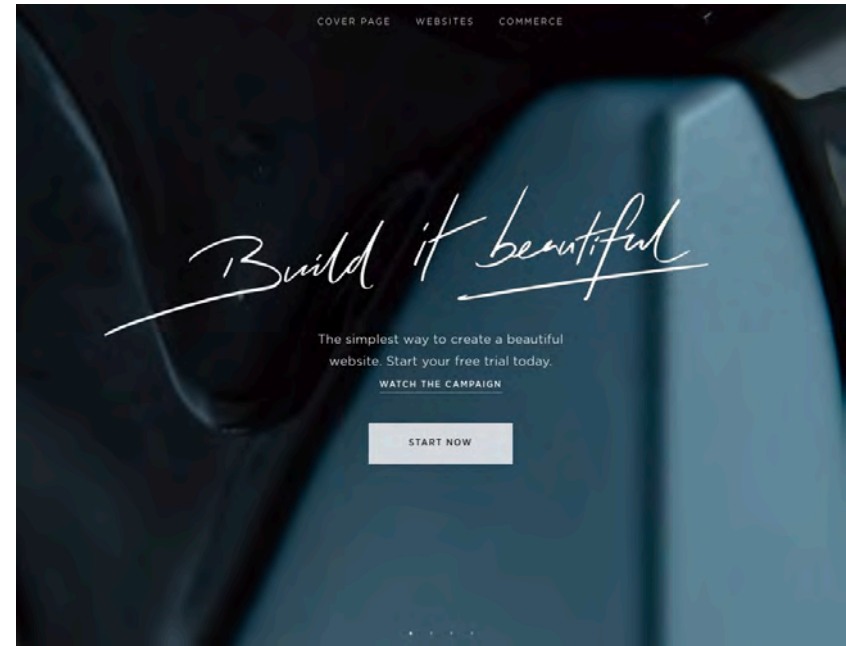 COVER PAGE WEBSITES COMMERCE
Build it beautiful
The simplest way to create a beautiful
website. Start your free trial today.
WATCH THE CAMPAIGN
START NOW